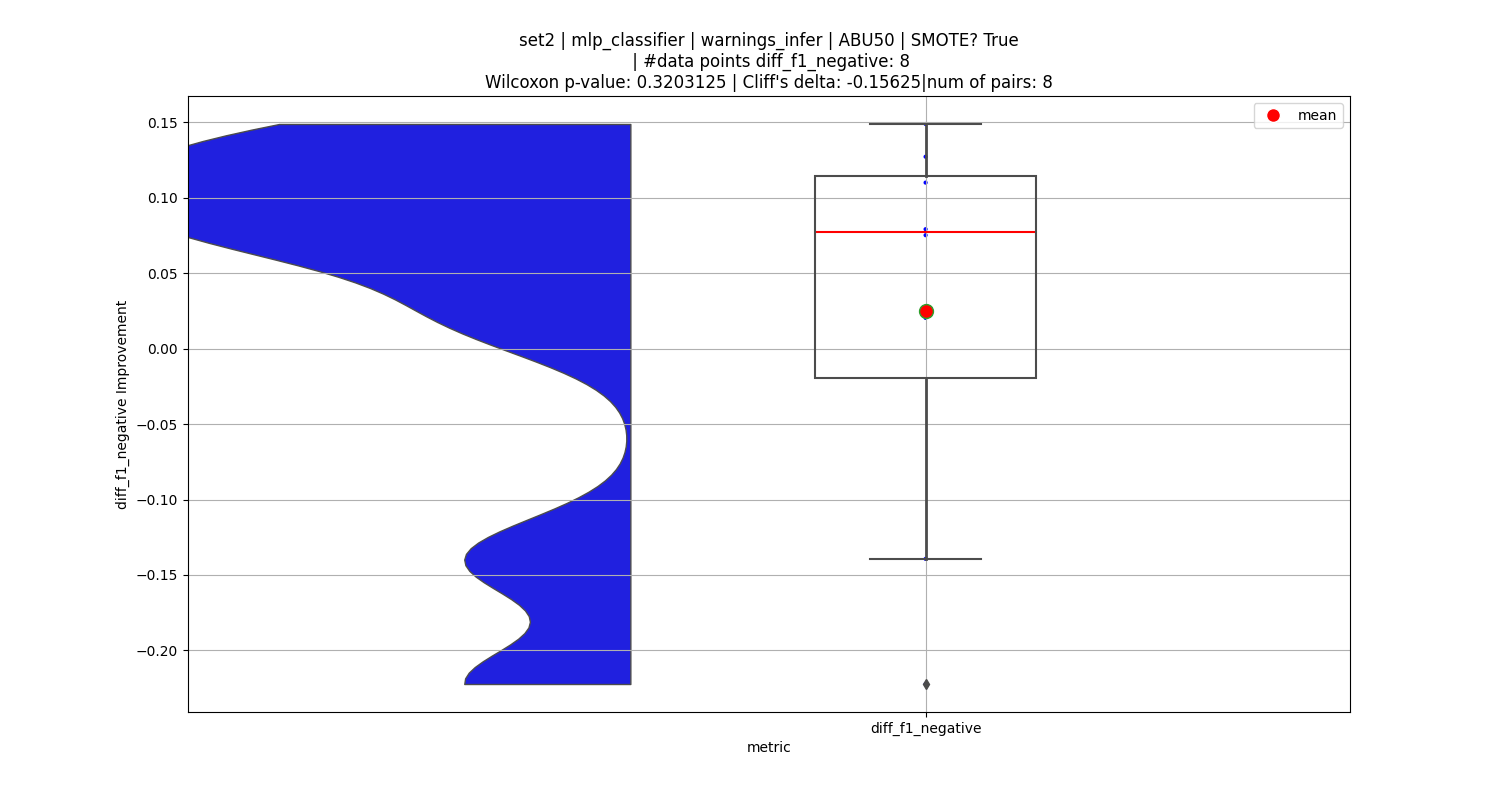 set2 | mlp_classifier | warnings_infer | ABU50 | SMOTE? True
| #data points diff_f1_negative: 8
Wilcoxon p-value: 0.3203125 | Cliff's delta: -0.15625|num of pairs: 8
mean
0.15
0.10
0.05
0.00
−0.05
−0.10
−0.15
−0.20
diff_f1_negative Improvement
diff_f1_negative
metric